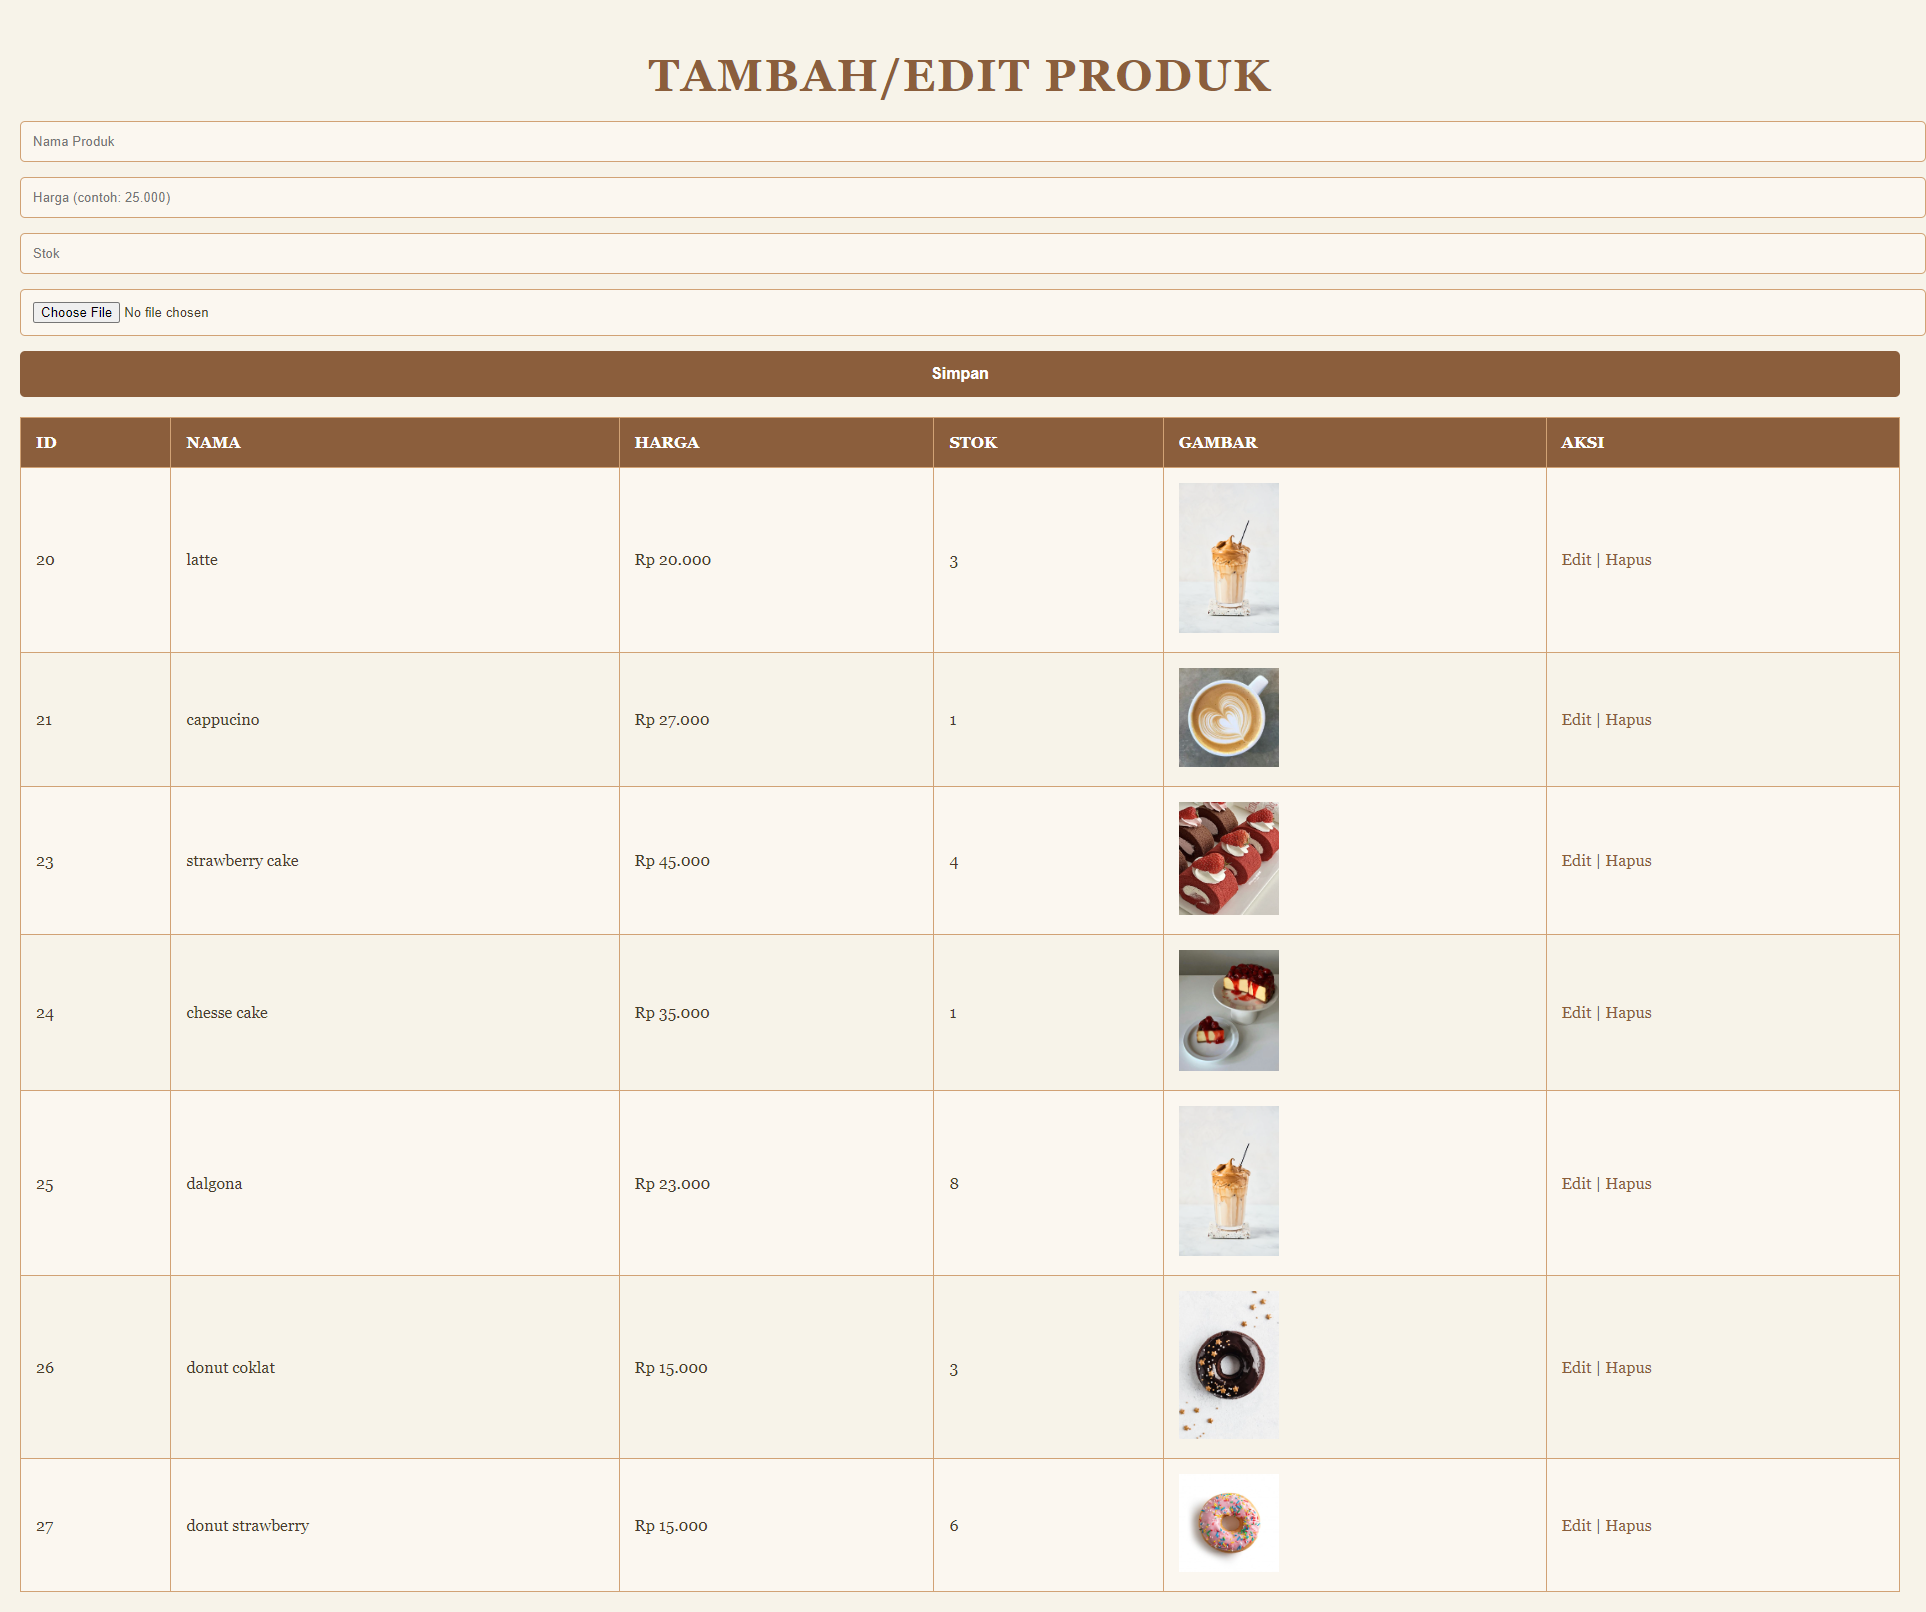 TAMBAH/EDIT PRODUK
Nama Produk
Harga (contoh: 25.000)
Stok
Choose File No file chosen
Simpan
ID NAMA HARGA STOK GAMBAR AKSI
20 latte Rp 20.000 3 Edit | Hapus
21 cappucino Rp 27.000 1 Edit | Hapus
23 strawberry cake Rp 45.000 4 Edit | Hapus
24 chesse cake Rp 35.000 1 Edit | Hapus
25 dalgona Rp 23.000 8 Edit | Hapus
26 donut coklat Rp 15.000 3 Edit | Hapus
27 donut strawberry Rp 15.000 6 Edit | Hapus